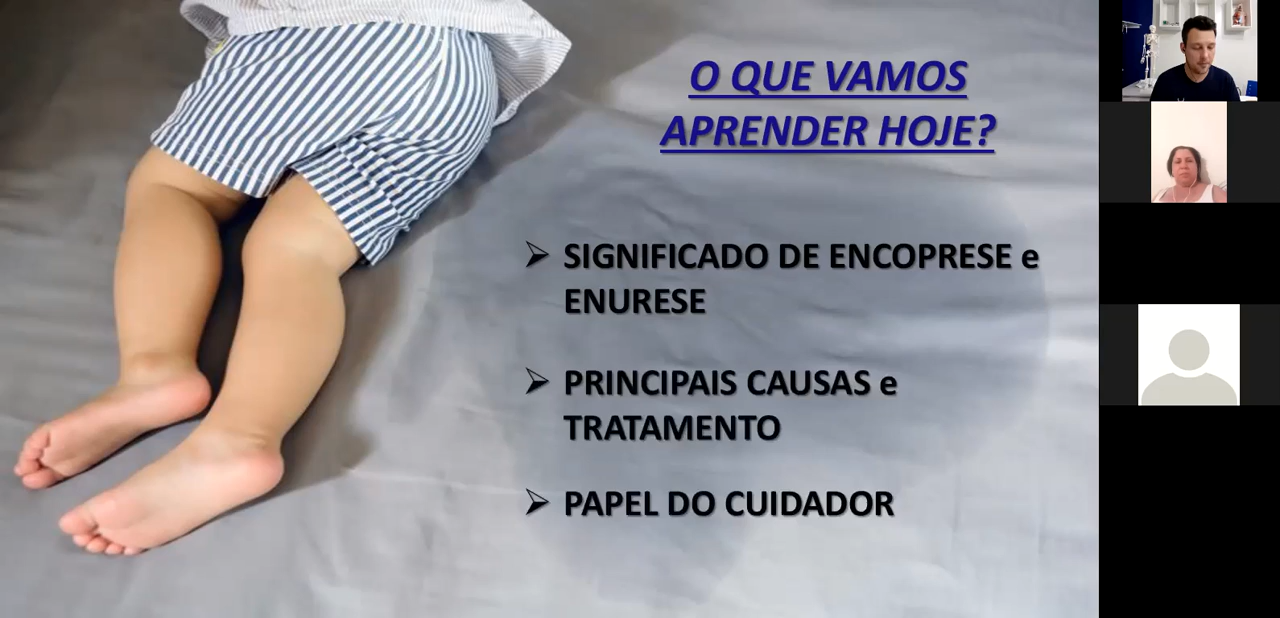 O QUE VAMOS
APRENDER HOJE?
➢ SIGNIFICADO DE ENCOPRESE e
ENURESE
➢ PRINCIPAIS CAUSAS e
TRATAMENTO
➢ PAPEL DO CUIDADOR